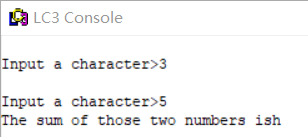 LC3 Console
Input a character>3
Input a character>5
The sum of those two numbers ish